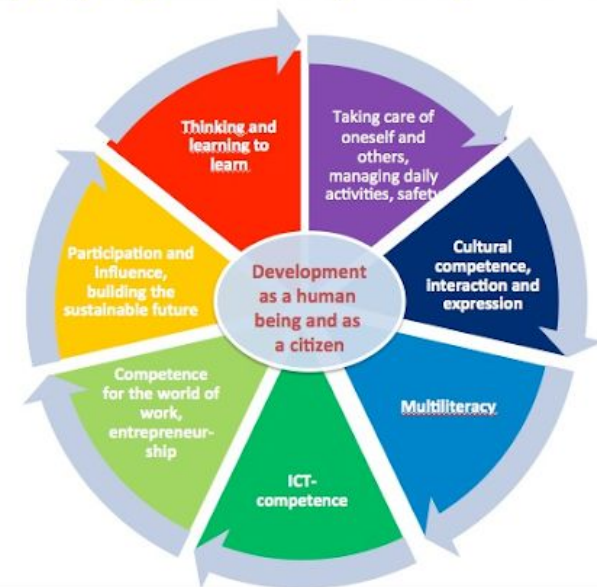 Thinking and
learning to
learn
Taking care of
oneself and
others,
managing daily
activities, safety
Cultural
competence,
interaction and
expression
Multiliteracy
ICT-
competence
Competence
for the world of
work,
entrepreneur-
ship
Participation and
influence,
building the
sustainable future
Development
as a human
being and as
a citizen